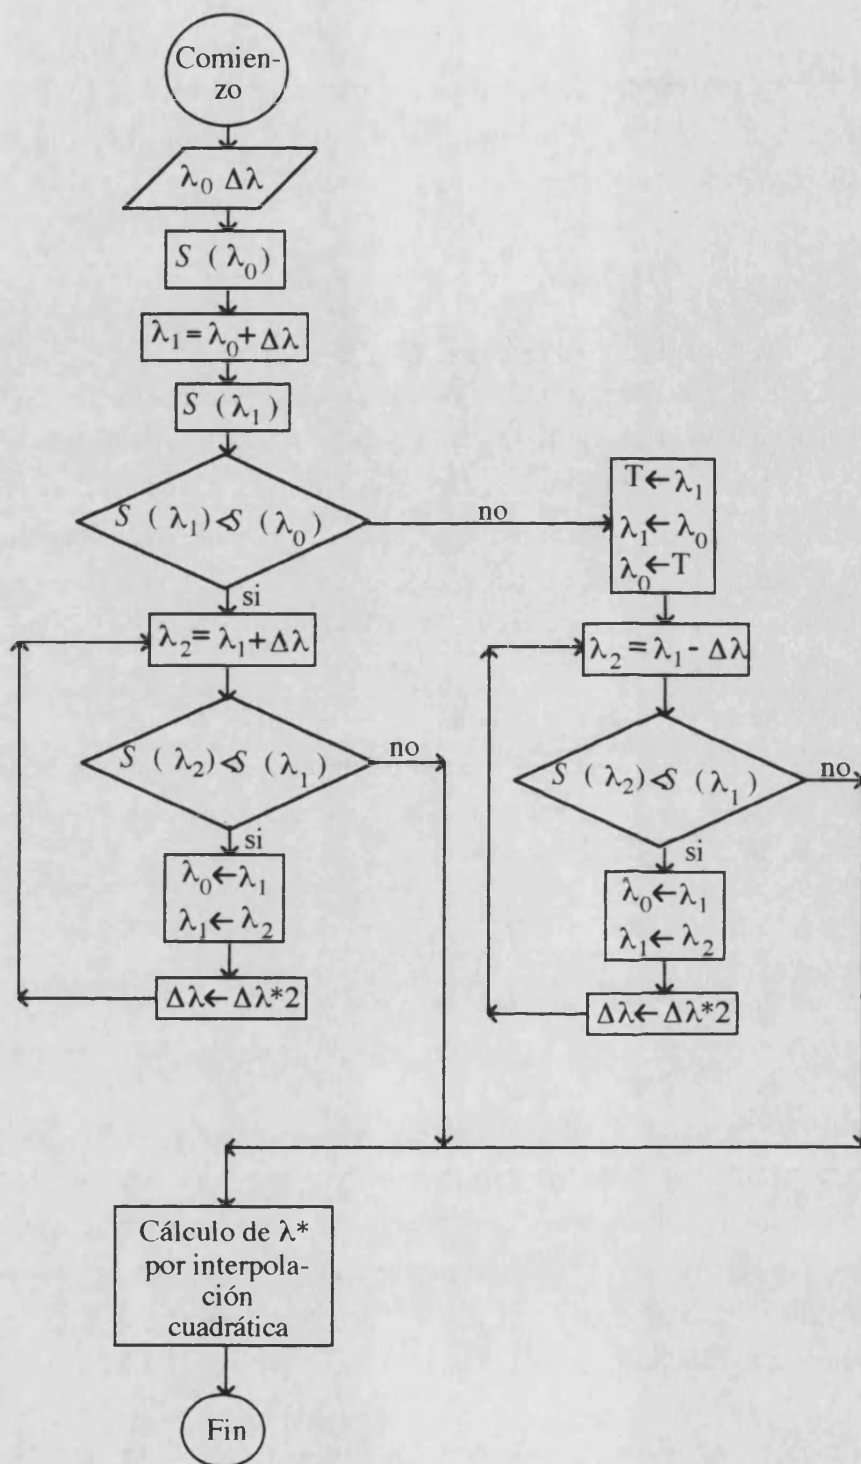 Comien-
zo
λ₀ Δλ
S (λ₀)
λ₁ = λ₀ + Δλ
S (λ₁)
S (λ₁) < S (λ₀)
no
si
T ← λ₁
λ₁ ← λ₀
λ₀ ← T
λ₂ = λ₁ + Δλ
S (λ₂) < S (λ₁)
no
si
λ₀ ← λ₁
λ₁ ← λ₂
Δλ ← Δλ*2
λ₂ = λ₁ - Δλ
S (λ₂) < S (λ₁)
no
si
λ₀ ← λ₁
λ₁ ← λ₂
Δλ ← Δλ*2
Cálculo de λ*
por interpola-
ción
cuadrática
Fin